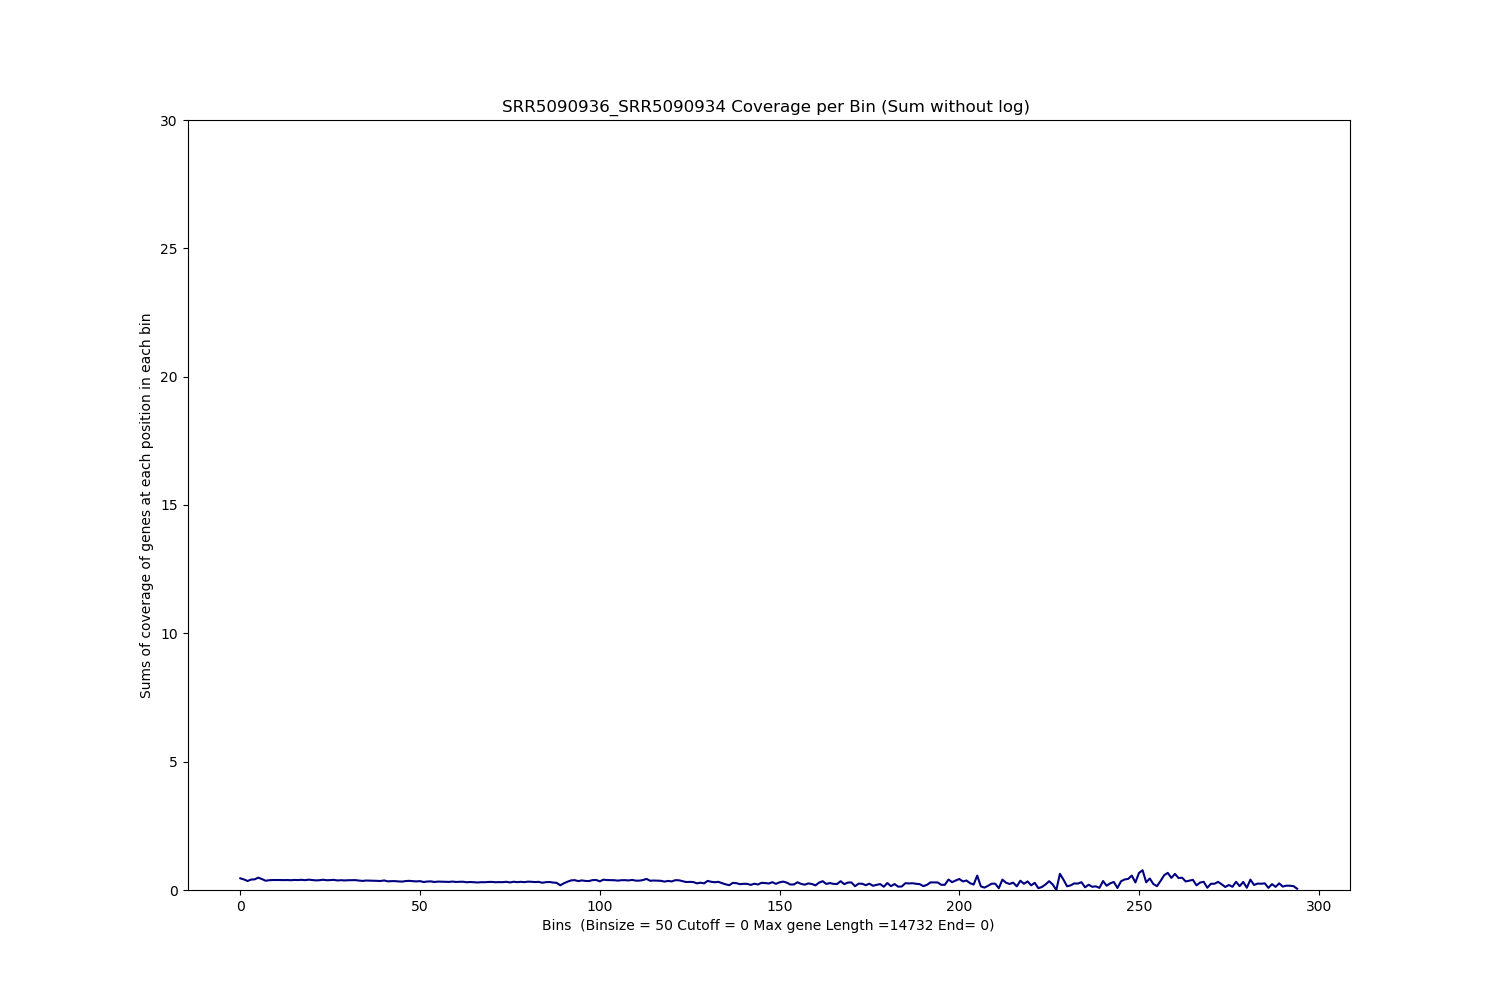 SRR5090936_SRR5090934 Coverage per Bin (Sum without log)
30
25
20
15
10
5
0
Sums of coverage of genes at each position in each bin
0 50 100 150 200 250 300
Bins  (Binsize = 50 Cutoff = 0 Max gene Length =14732 End= 0)